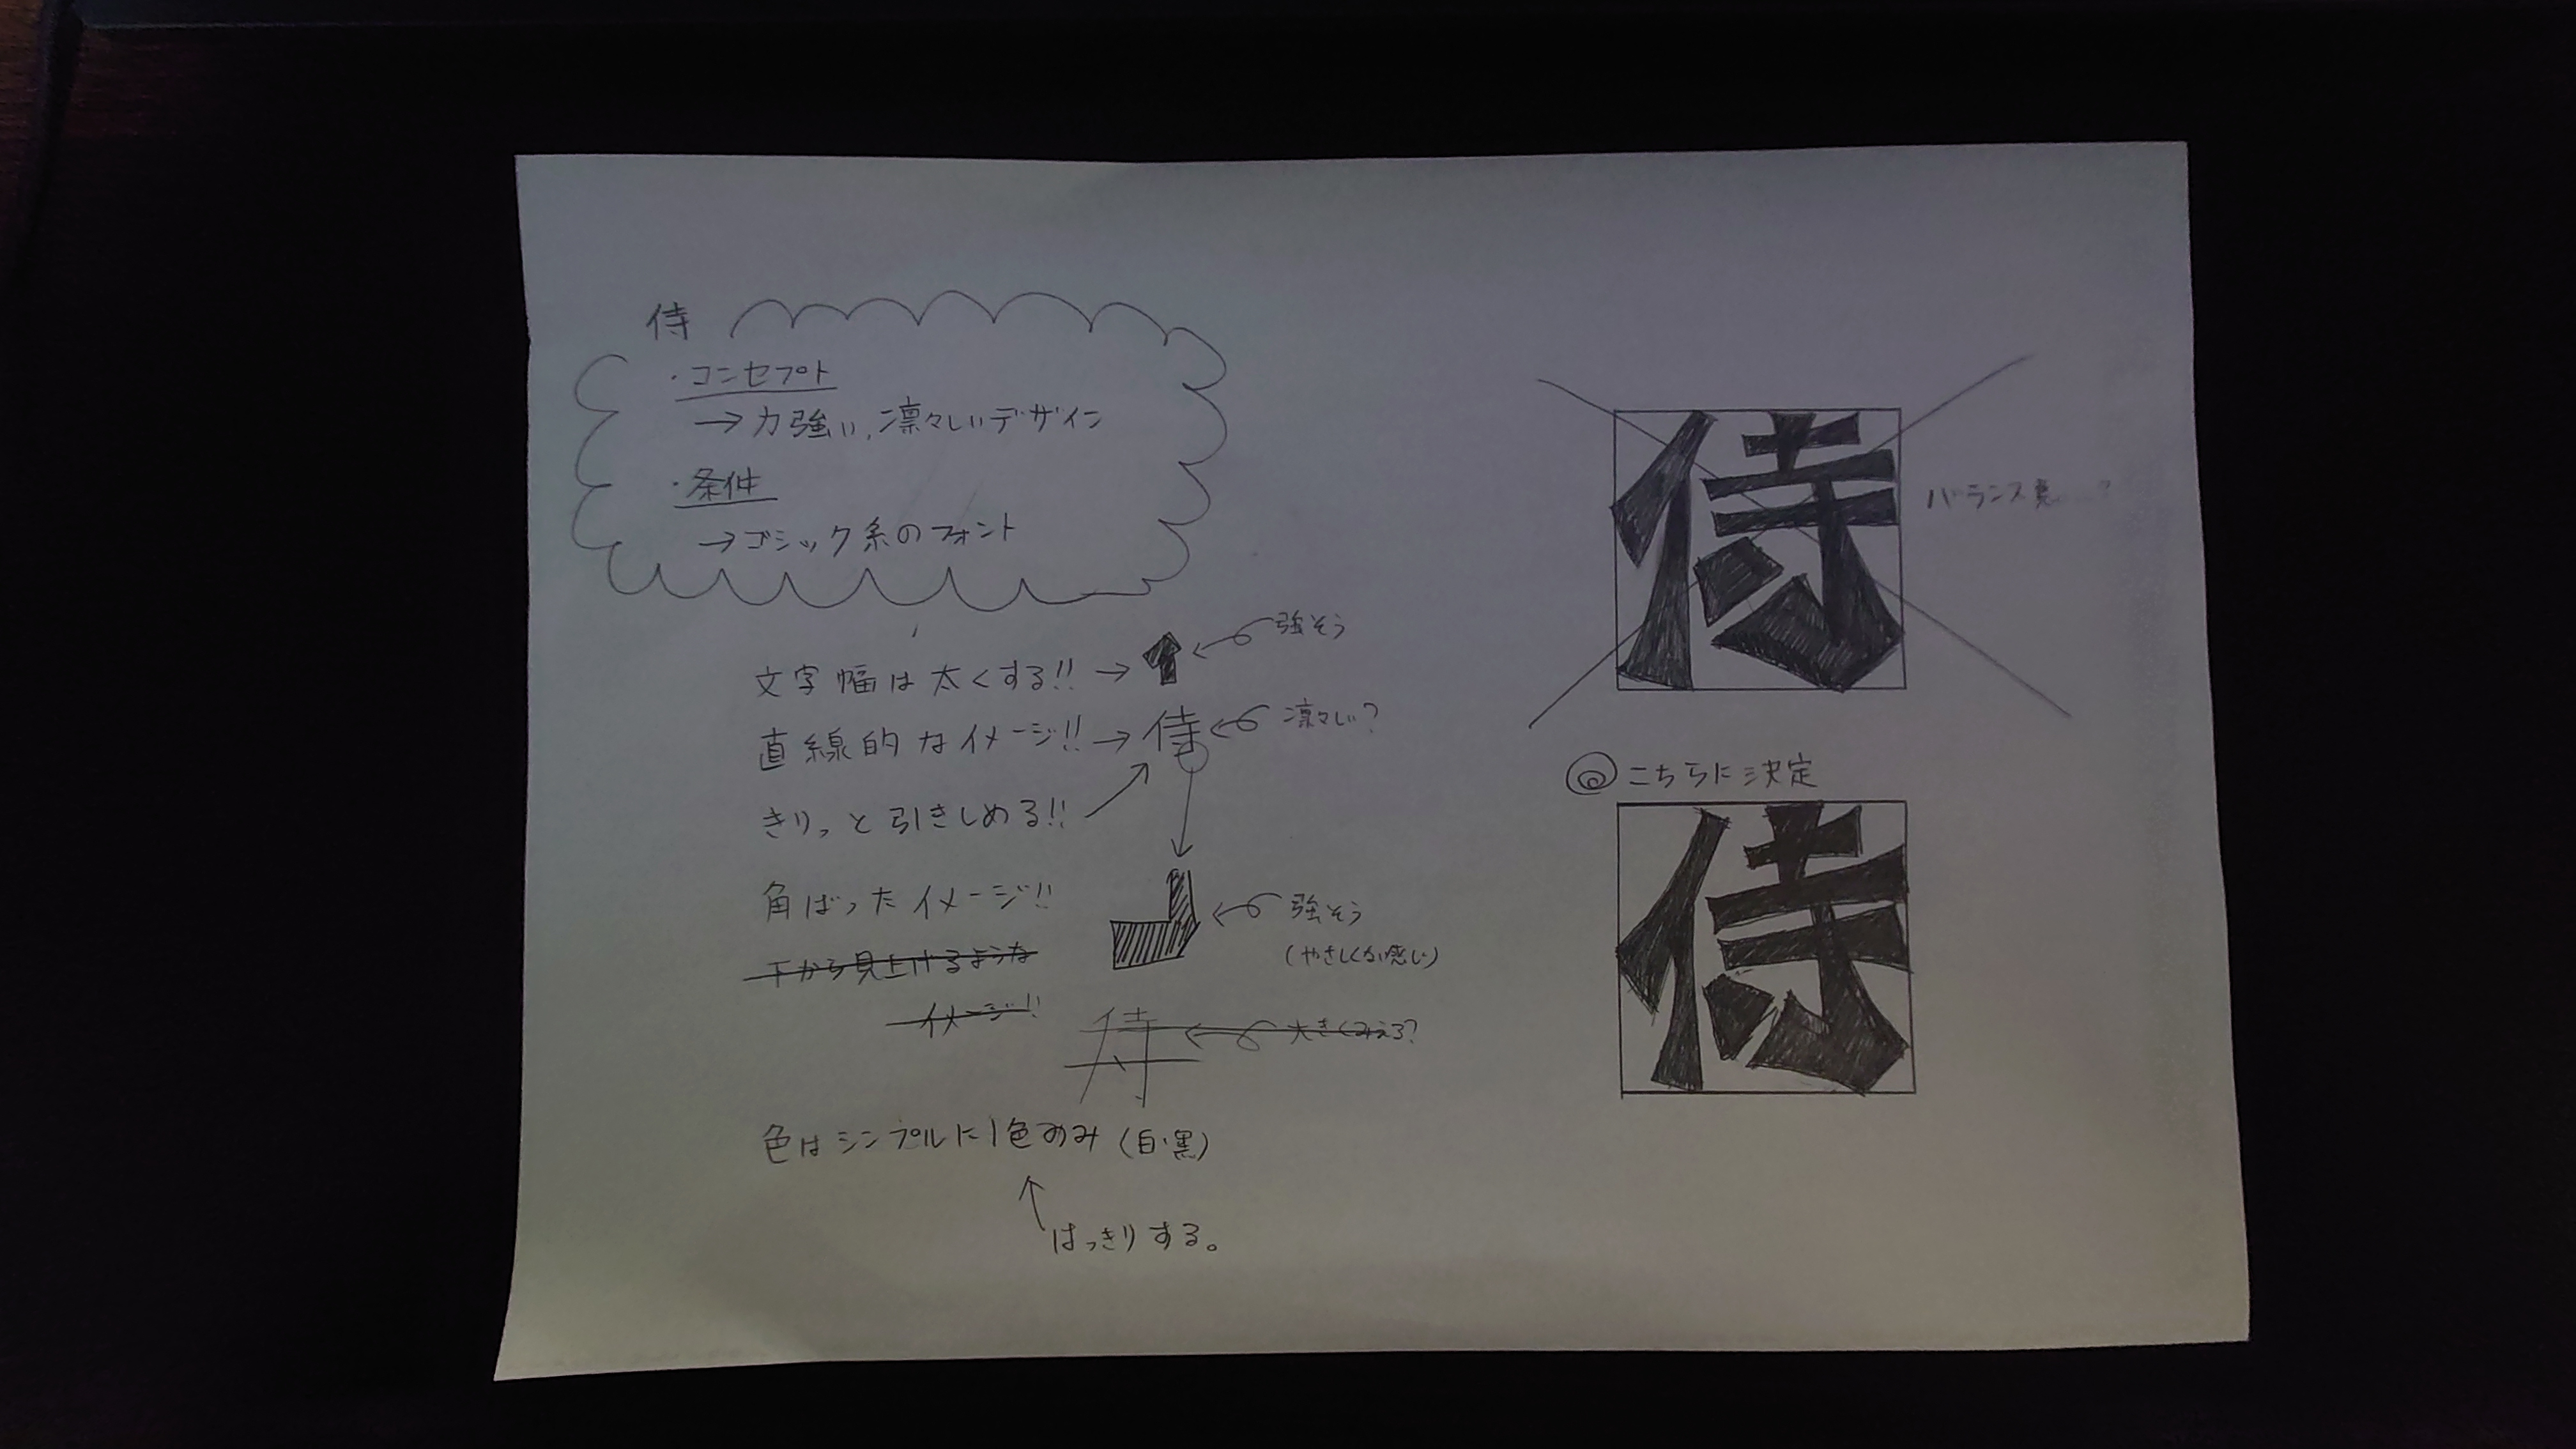 侍
・コンセプト
→力強い、凛々しいデザイン
・条件
→ゴシック系のフォント
文字幅は太くする!! →
強そう
直線的なイメージ!! → 侍
凛々しい?
きりっと引きしめる!!
角ばったイメージ!!
強そう
(やさしくない感じ)
下から見上げるような
イメージ!!
侍
大きくみえる?
色はシンプルに1色のみ (白・黒)
はっきりする。
侍
バランス
◎こちらに決定
侍